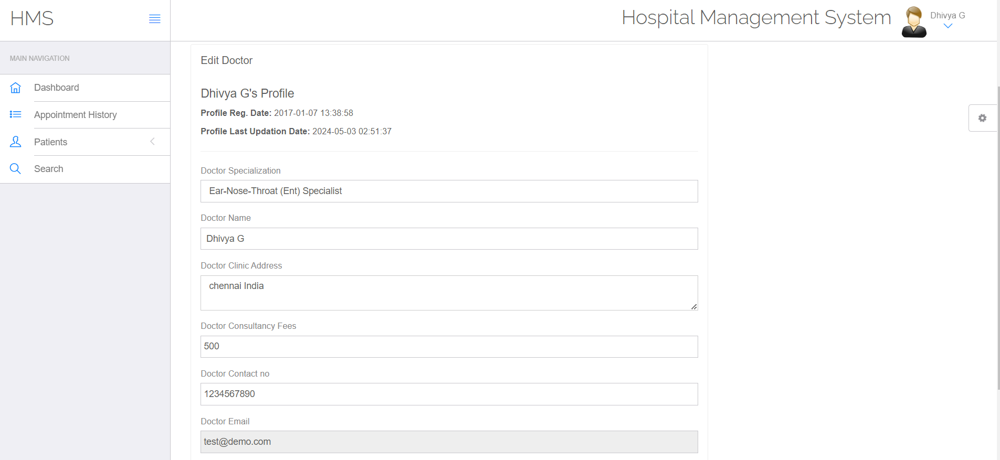 HMS
Hospital Management System
Dhivya G
MAIN NAVIGATION
Dashboard
Appointment History
Patients
Search
Edit Doctor
Dhivya G's Profile
Profile Reg. Date: 2017-01-07 13:38:58
Profile Last Updation Date: 2024-05-03 02:51:37
Doctor Specialization
Ear-Nose-Throat (Ent) Specialist
Doctor Name
Dhivya G
Doctor Clinic Address
chennai India
Doctor Consultancy Fees
500
Doctor Contact no
1234567890
Doctor Email
test@demo.com